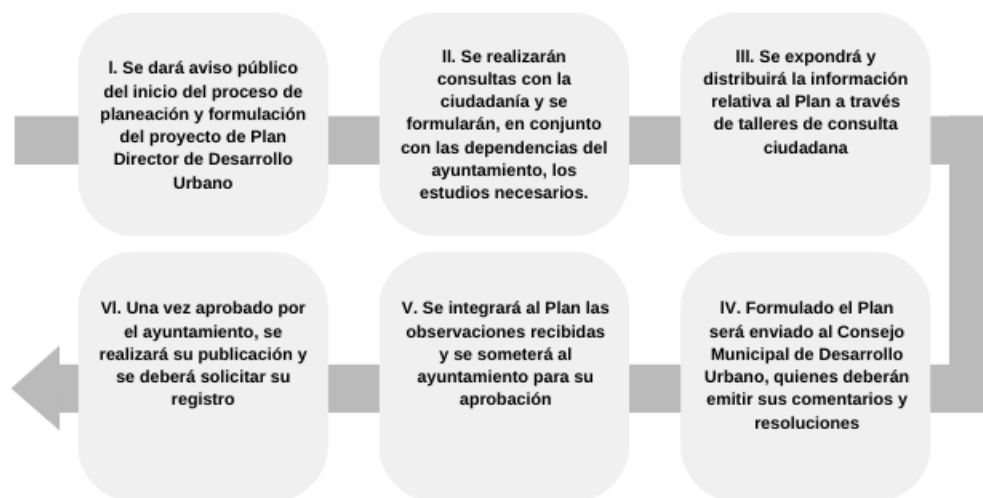 I. Se dará aviso público
del inicio del proceso de
planeación y formulación
del proyecto de Plan
Director de Desarrollo
Urbano
II. Se realizarán
consultas con la
ciudadanía y se
formularán, en conjunto
con las dependencias del
ayuntamiento, los
estudios necesarios.
III. Se expondrá y
distribuirá la información
relativa al Plan a través
de talleres de consulta
ciudadana
IV. Formulado el Plan
será enviado al Consejo
Municipal de Desarrollo
Urbano, quienes deberán
emitir sus comentarios y
resoluciones
V. Se integrará al Plan las
observaciones recibidas
y se someterá al
ayuntamiento para su
aprobación
VI. Una vez aprobado por
el ayuntamiento, se
realizará su publicación y
se deberá solicitar su
registro